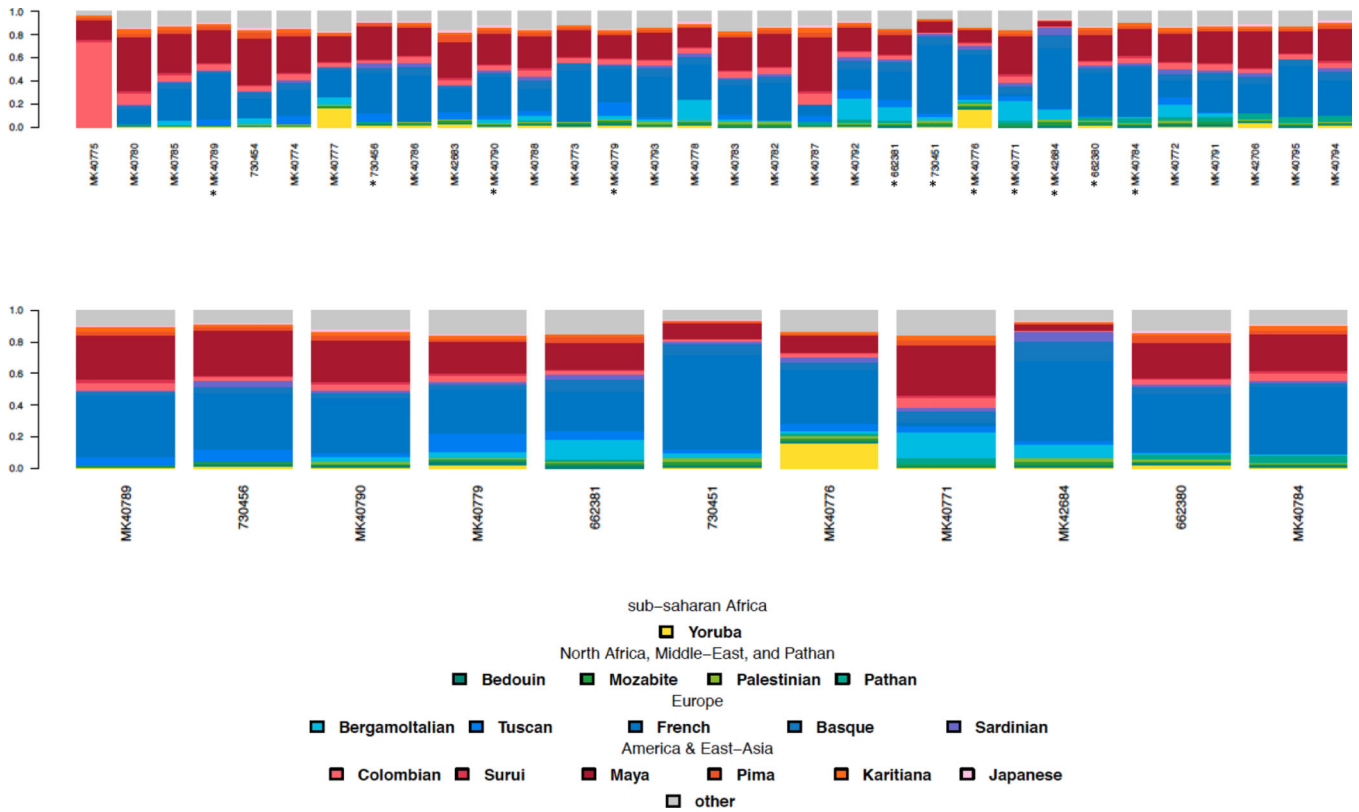 1.0
0.8
0.6
0.4
0.2
0.0
MK40775
MK40780
MK40785
* MK40789
730454
MK40774
MK40777
* 730456
MK40786
MK42683
* MK40790
MK40788
MK40773
* MK40779
MK40793
MK40778
MK40783
MK40782
MK40787
MK40792
* 662381
* 730451
* MK40776
* MK40771
* MK42684
* 662380
* MK40784
MK40772
MK40791
MK42706
MK40795
MK40794
1.0
0.8
0.6
0.4
0.2
0.0
MK40789
730456
MK40790
MK40779
662381
730451
MK40776
MK40771
MK42684
662380
MK40784
sub-saharan Africa
Yoruba
North Africa, Middle-East, and Pathan
Bedouin Mozabite Palestinian Pathan
Europe
BergamoItalian Tuscan French Basque Sardinian
America & East-Asia
Colombian Surui Maya Pima Karitiana Japanese
other